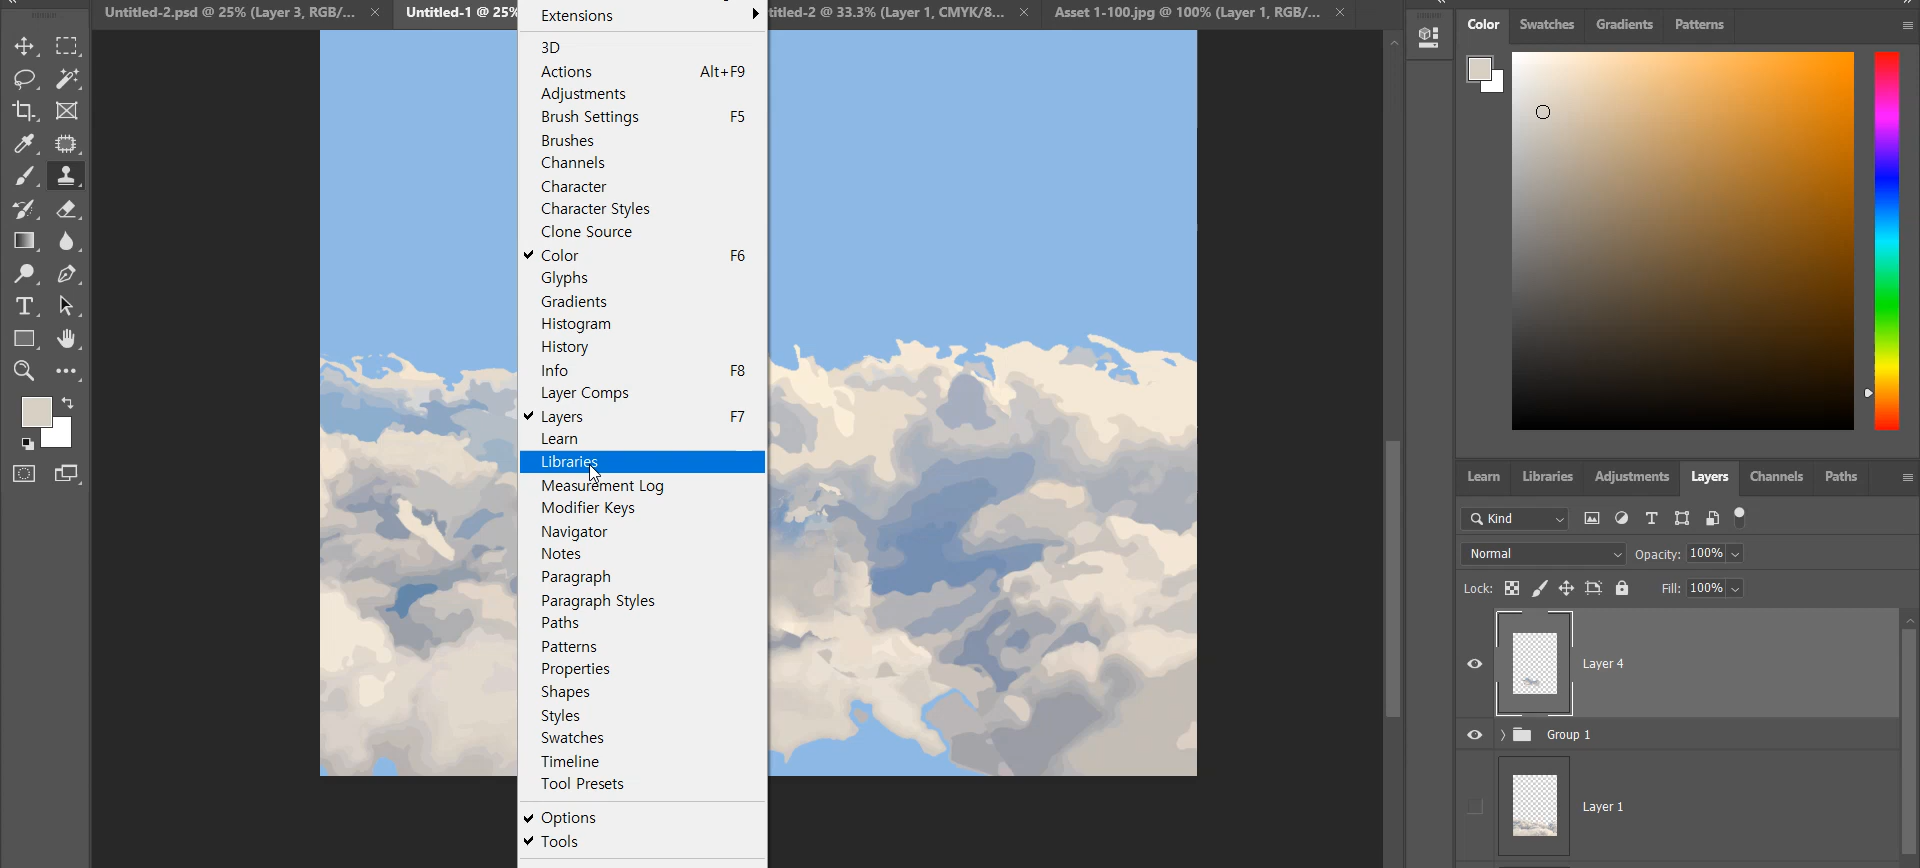 Untitled-2.psd @ 25% (Layer 3, RGB/...
Untitled-1 @ 25%
titled-2 @ 33.3% (Layer 1, CMYK/8...
Asset 1-100.jpg @ 100% (Layer 1, RGB/...
Extensions
3D
Actions Alt+F9
Adjustments
Brush Settings F5
Brushes
Channels
Character
Character Styles
Clone Source
Color F6
Glyphs
Gradients
Histogram
History
Info F8
Layer Comps
Layers F7
Learn
Libraries
Measurement Log
Modifier Keys
Navigator
Notes
Paragraph
Paragraph Styles
Paths
Patterns
Properties
Shapes
Styles
Swatches
Timeline
Tool Presets
Options
Tools
Color Swatches Gradients Patterns
Learn Libraries Adjustments Layers Channels Paths
Kind
Normal Opacity: 100%
Lock: Fill: 100%
Layer 4
Group 1
Layer 1